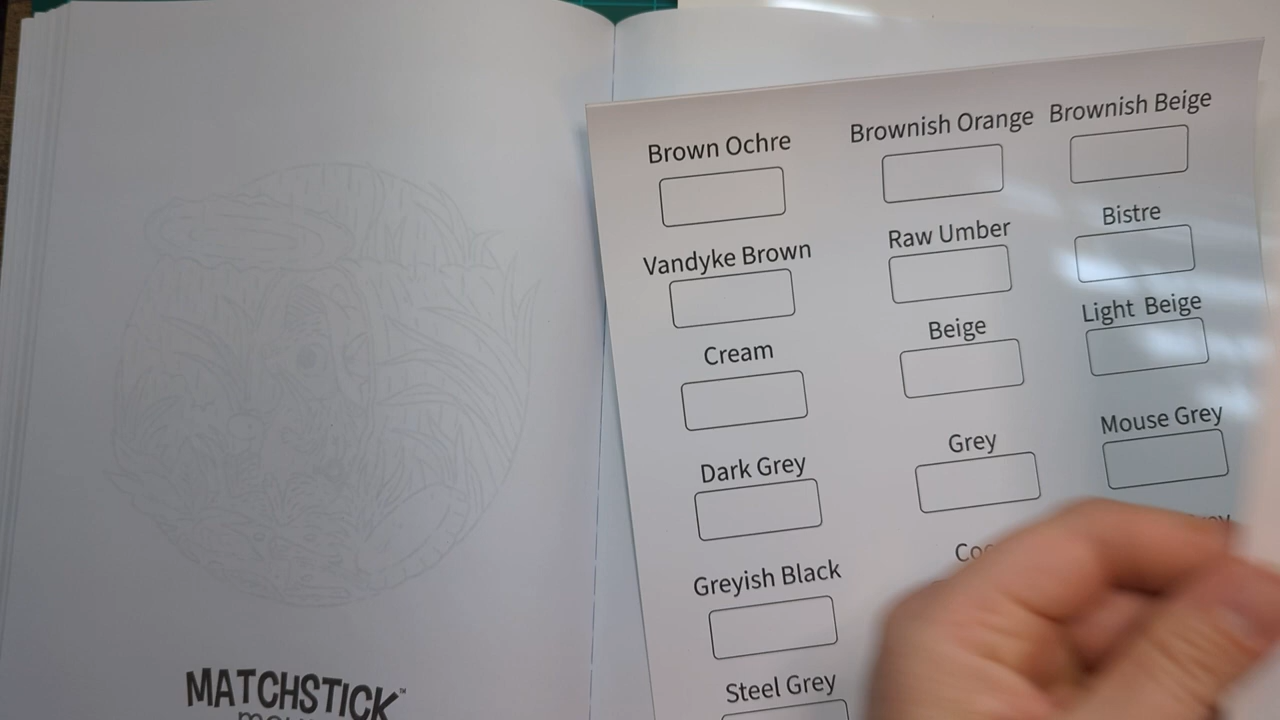 Brown Ochre
Brownish Orange
Brownish Beige
Vandyke Brown
Raw Umber
Bistre
Cream
Beige
Light Beige
Dark Grey
Grey
Mouse Grey
Greyish Black
Steel Grey
MATCHSTICK™